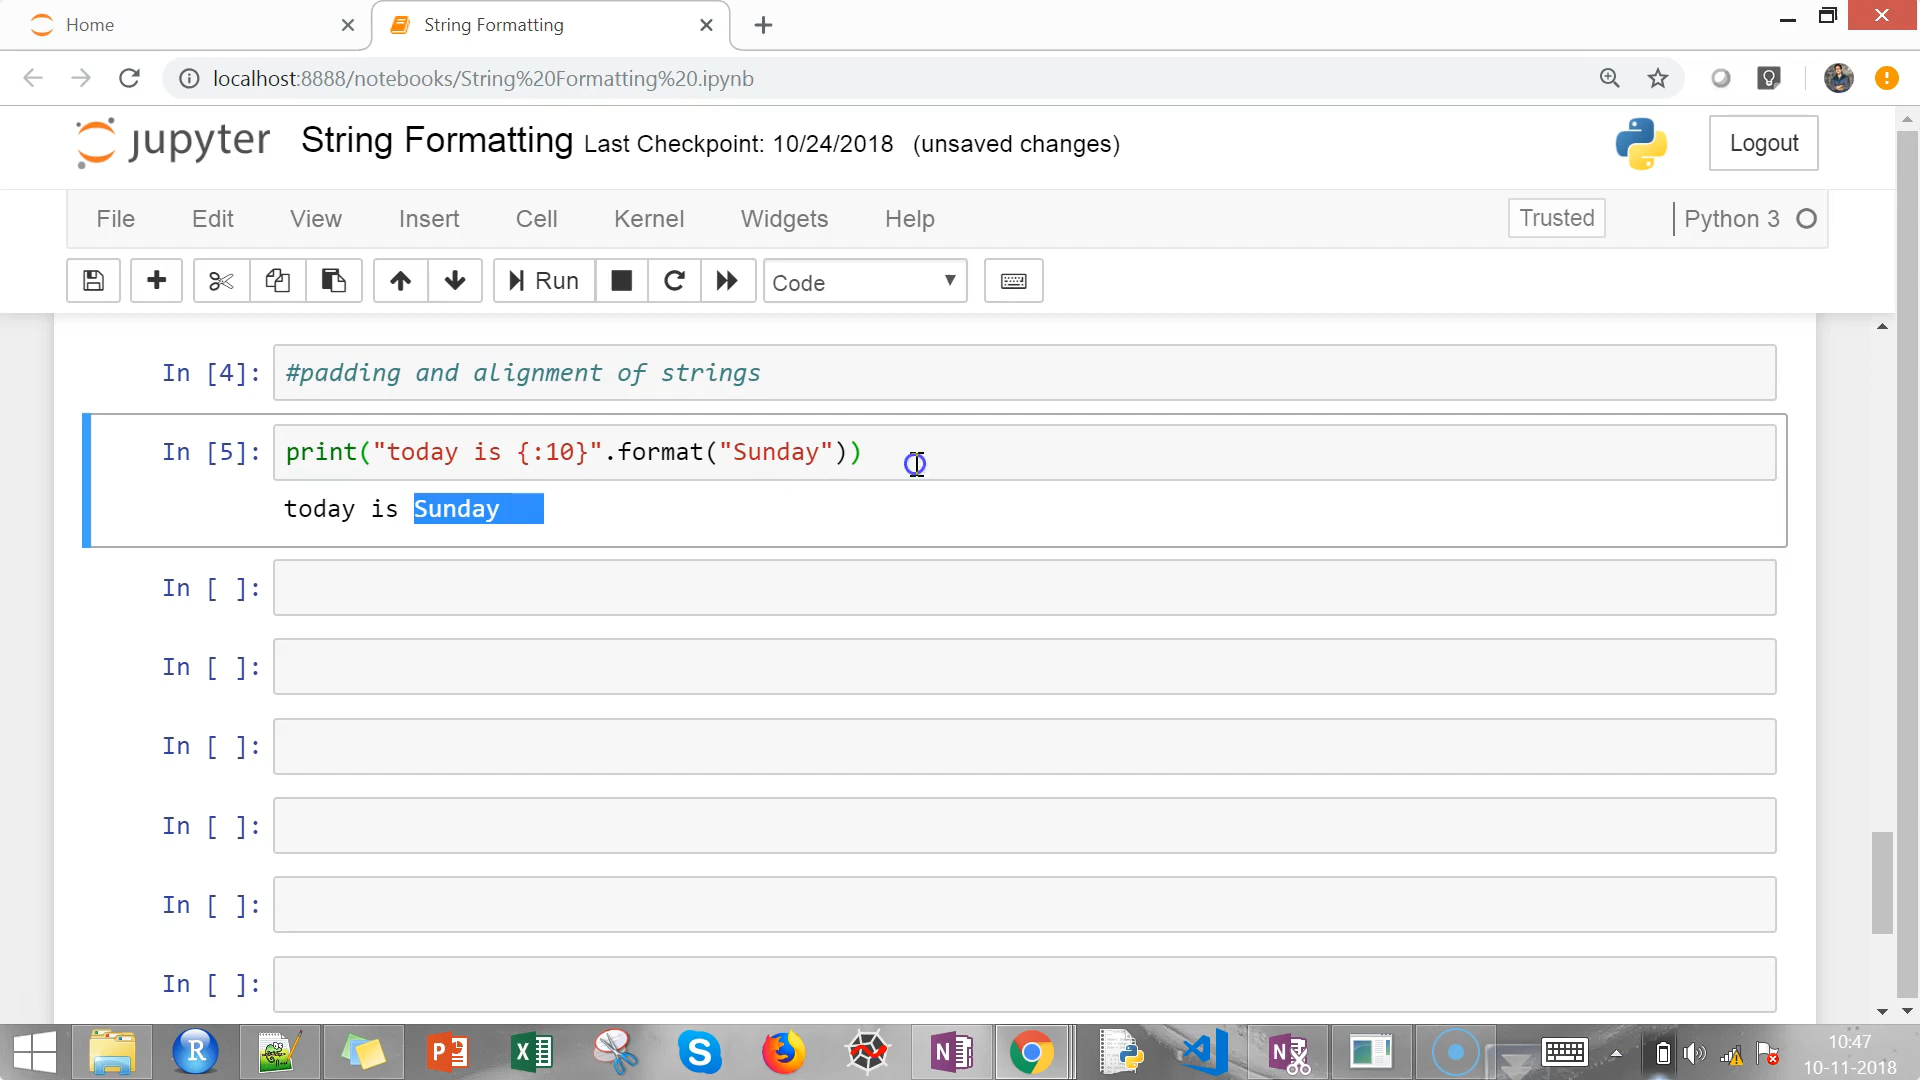 Home
String Formatting
localhost:8888/notebooks/String%20Formatting%20.ipynb
jupyter String Formatting Last Checkpoint: 10/24/2018 (unsaved changes)
Logout
File Edit View Insert Cell Kernel Widgets Help
Trusted
Python 3
Run
Code
In [4]: #padding and alignment of strings
In [5]: print("today is {:10}".format("Sunday"))
today is Sunday
In [ ]:
In [ ]:
In [ ]:
In [ ]:
In [ ]:
In [ ]:
10:47
10-11-2018